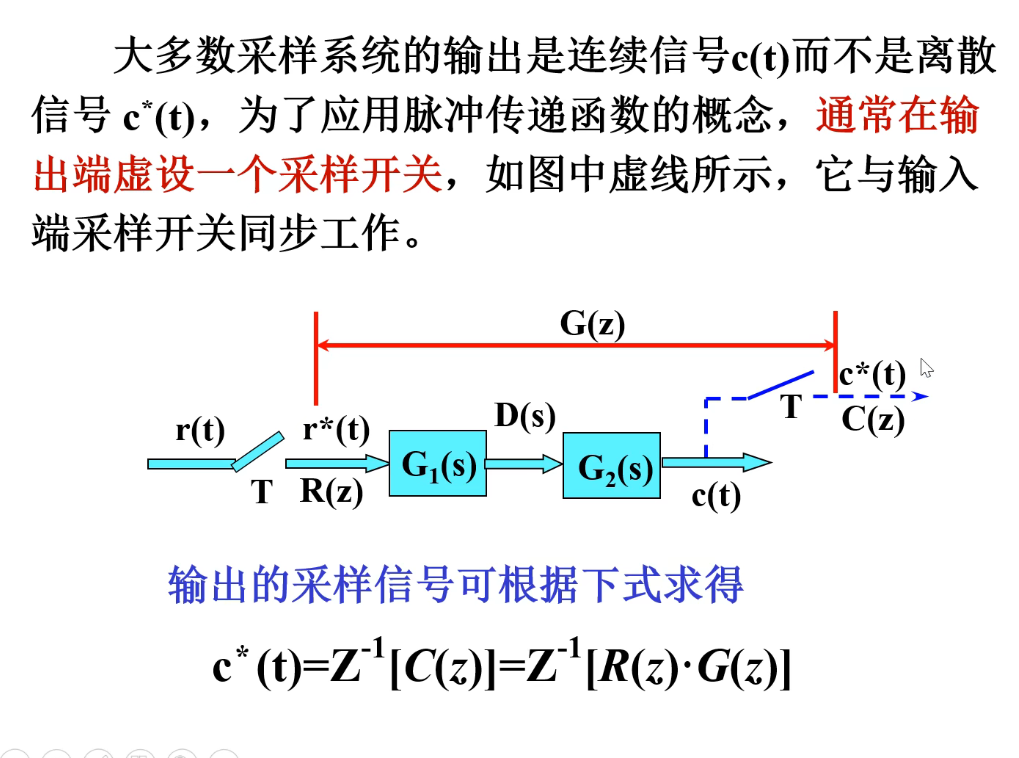 大多数采样系统的输出是连续信号c(t)而不是离散
信号 c*(t)，为了应用脉冲传递函数的概念，通常在输
出端虚设一个采样开关，如图中虚线所示，它与输入
端采样开关同步工作。
G(z)
c*(t)
r(t)
r*(t)
D(s)
T
C(z)
G₁(s)
G₂(s)
T
R(z)
c(t)
输出的采样信号可根据下式求得
c*(t)=Z⁻¹[C(z)]=Z⁻¹[R(z)·G(z)]